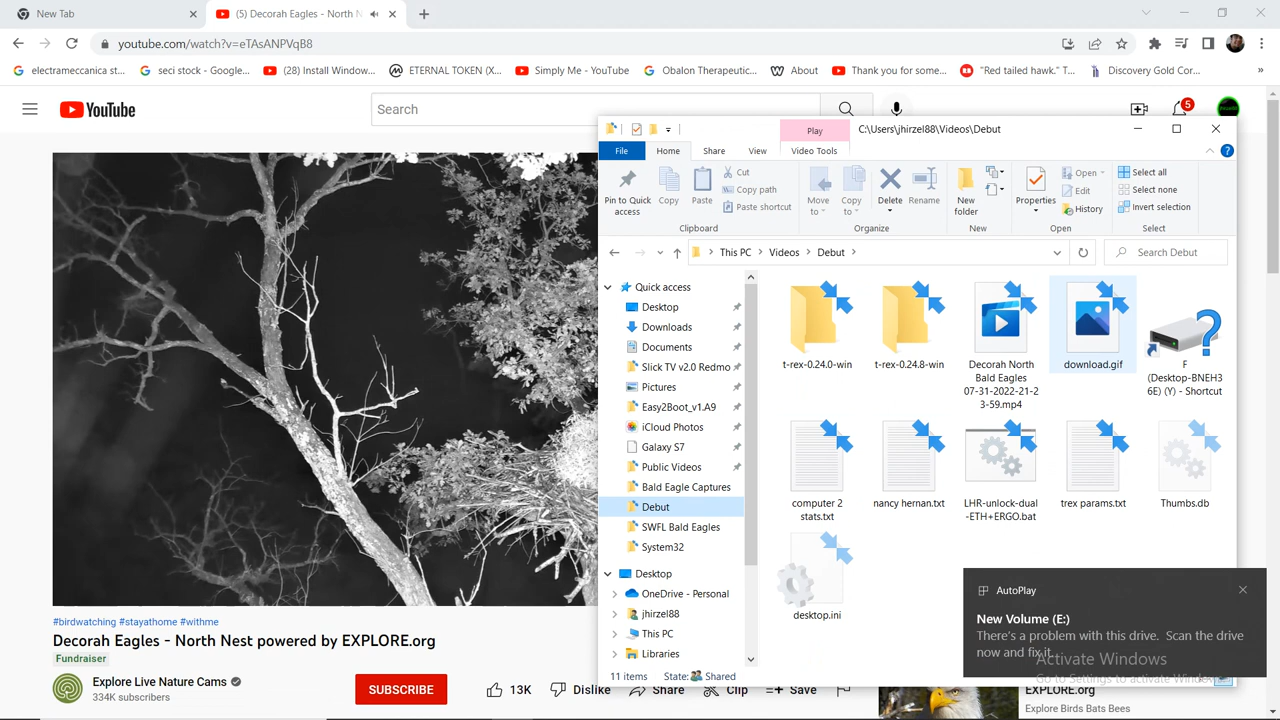 New Tab
(5) Decorah Eagles - North N
youtube.com/watch?v=eTAsANPVqB8
electrameccanica st...
seci stock - Google...
(28) Install Window...
ETERNAL TOKEN (X...
Simply Me - YouTube
Obalon Therapeutic...
About
Thank you for some...
"Red tailed hawk." T...
Discovery Gold Cor...
»
YouTube
Search
5
Play
C:\Users\jhirzel88\Videos\Debut
File
Home
Share
View
Video Tools
Pin to Quick
access
Copy
Paste
Cut
Copy path
Paste shortcut
Clipboard
Move
to
Copy
to
Delete
Rename
Organize
New
folder
New
Properties
Open
Edit
History
Open
Select all
Select none
Invert selection
Select
This PC
Videos
Debut
Search Debut
Quick access
Desktop
Downloads
Documents
Slick TV v2.0 Redmo
Pictures
Easy2Boot_v1.A9
iCloud Photos
Galaxy S7
Public Videos
Bald Eagle Captures
Debut
SWFL Bald Eagles
System32
Desktop
OneDrive - Personal
jhirzel88
This PC
Libraries
t-rex-0.24.0-win
t-rex-0.24.8-win
Decorah North
Bald Eagles
07-31-2022-21-2
3-59.mp4
download.gif
F
(Desktop-BNEH3
6E) (Y) - Shortcut
computer 2
stats.txt
nancy hernan.txt
LHR-unlock-dual
-ETH+ERGO.bat
trex params.txt
Thumbs.db
desktop.ini
11 items
State:
Shared
AutoPlay
New Volume (E:)
There's a problem with this drive. Scan the drive
now and fix it.
Activate Windows
Go to Settings to activate Windows
#birdwatching #stayathome #withme
Decorah Eagles - North Nest powered by EXPLORE.org
Fundraiser
Explore Live Nature Cams
334K subscribers
SUBSCRIBE
13K
Dislike
Share
Clip
Save
EXPLORE.org
Explore Birds Bats Bees